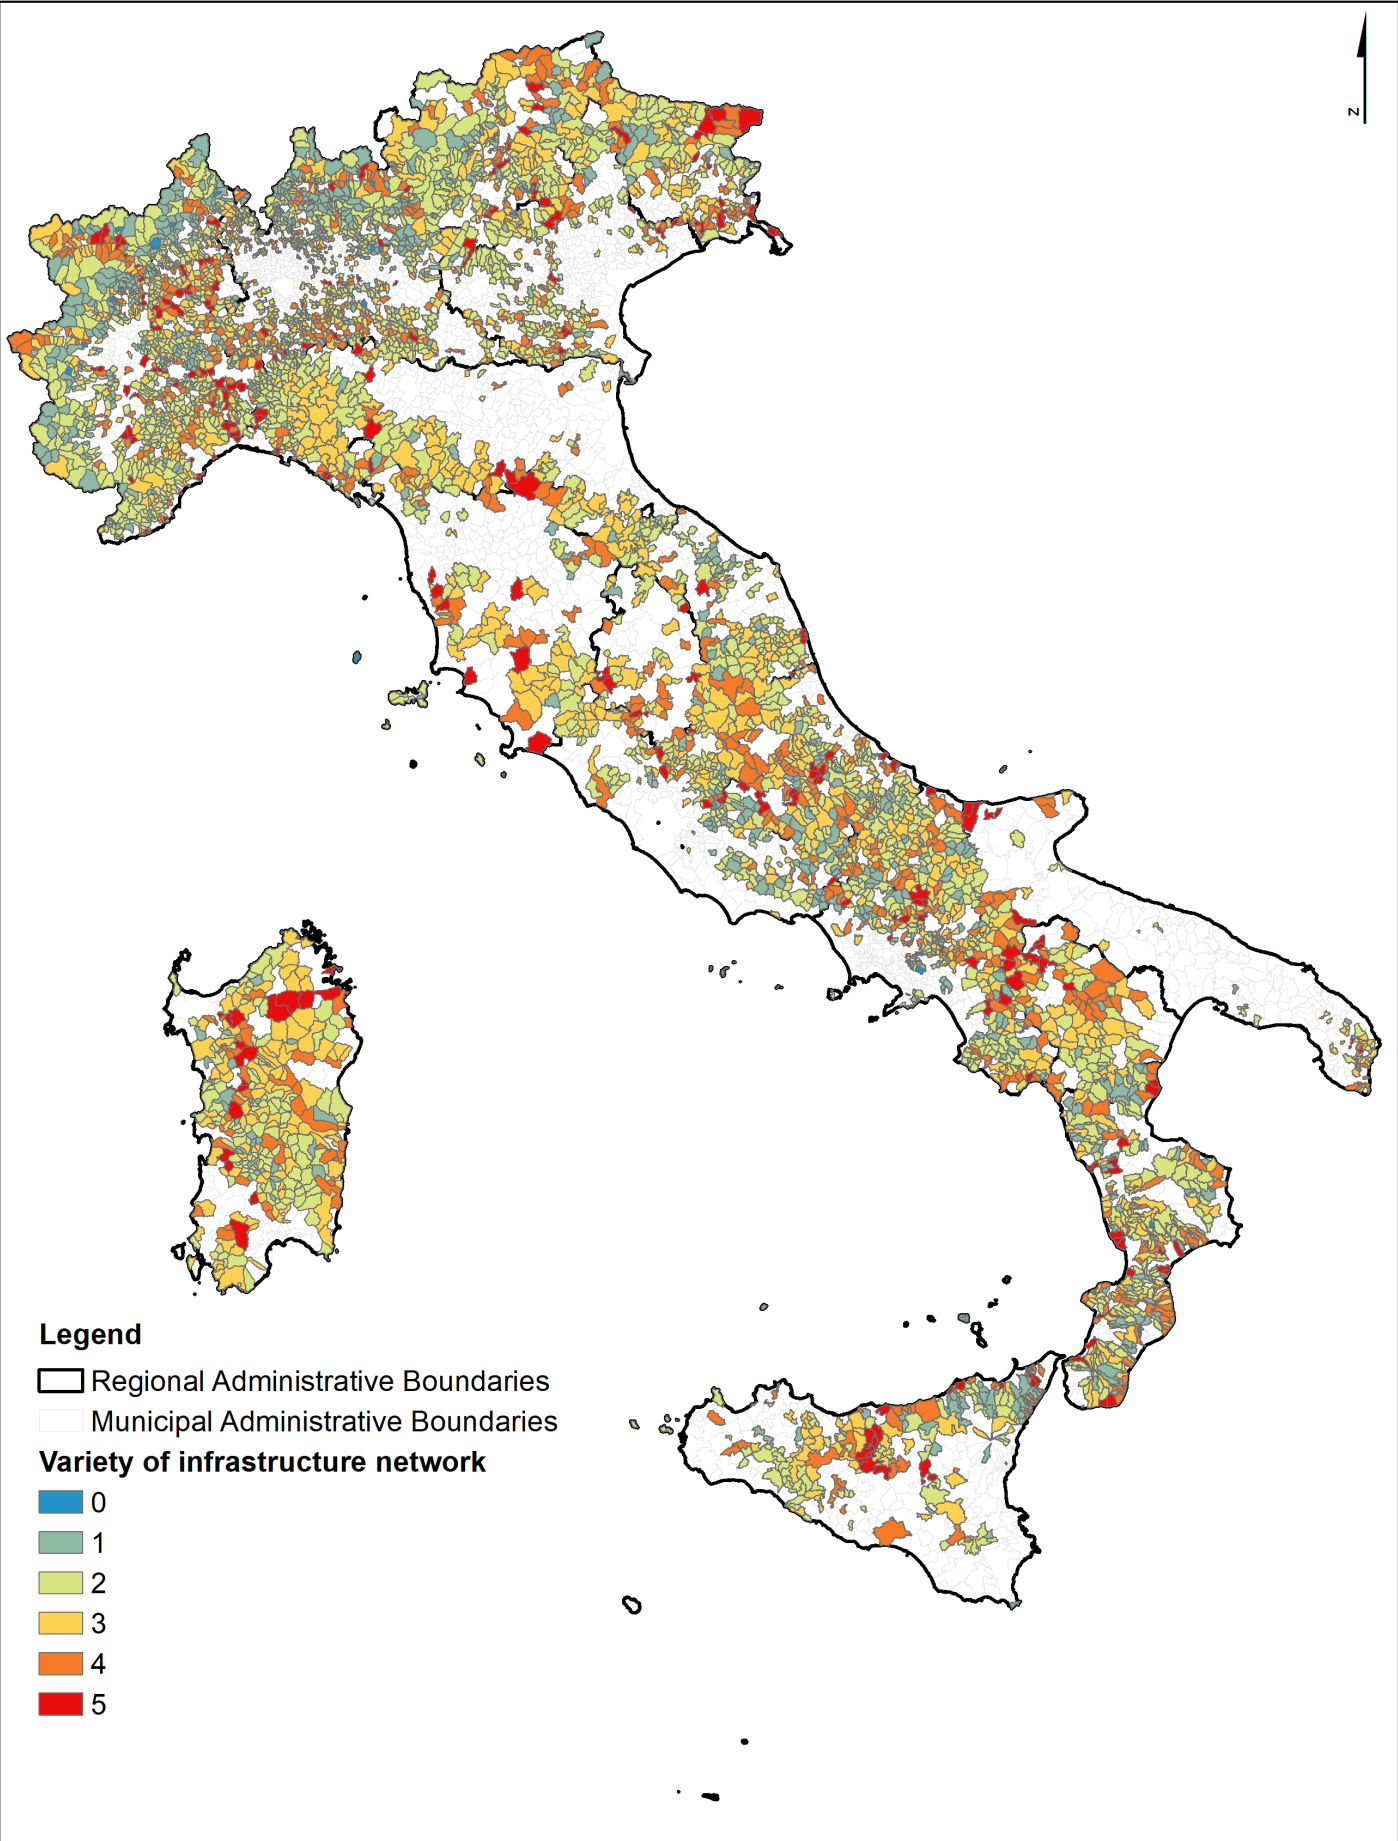 N
Legend
Regional Administrative Boundaries
Municipal Administrative Boundaries
Variety of infrastructure network
0
1
2
3
4
5